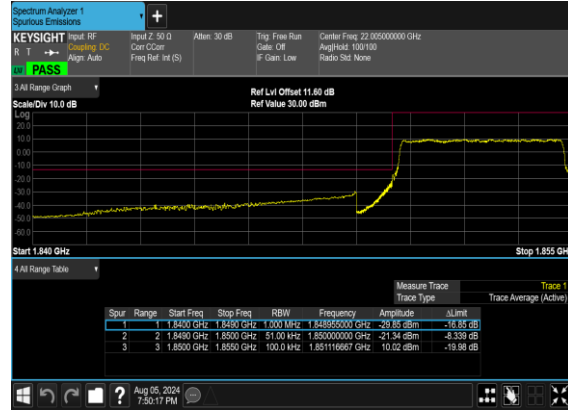 Spectrum Analyzer 1
Spurious Emissions
+
KEYSIGHT Input: RF Input Z: 50 Ω Atten: 30 dB Trig: Free Run Center Freq: 22.005000000 GHz
R T Coupling: DC Corr CCorr Gate: Off Avg|Hold: 100/100
Align: Auto Freq Ref: Int (S) IF Gain: Low Radio Std: None
PASS
3 All Range Graph
Ref Lvl Offset 11.60 dB
Scale/Div 10.0 dB Ref Value 30.00 dBm
Log
20.0
10.0
0.00
-10.0
-20.0
-30.0
-40.0
-50.0
-60.0
Start 1.840 GHz Stop 1.855 GH
4 All Range Table
Measure Trace Trace 1
Trace Type Trace Average (Active)
Spur Range Start Freq Stop Freq RBW Frequency Amplitude ΔLimit
1 1 1.8400 GHz 1.8490 GHz 1.000 MHz 1.848955000 GHz -29.85 dBm -16.85 dB
2 2 1.8490 GHz 1.8500 GHz 51.00 kHz 1.850000000 GHz -21.34 dBm -8.339 dB
3 3 1.8500 GHz 1.8550 GHz 100.0 kHz 1.851116667 GHz 10.02 dBm -19.98 dB
? Aug 05, 2024
7:50:17 PM